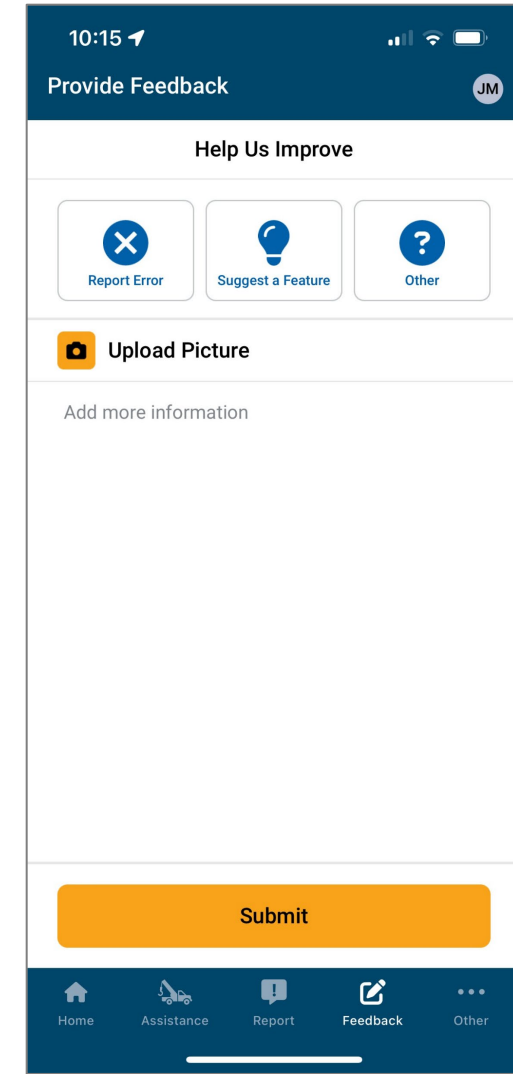 10:15
Provide Feedback
JM
Help Us Improve
Report Error
Suggest a Feature
Other
Upload Picture
Add more information
Submit
Home
Assistance
Report
Feedback
Other